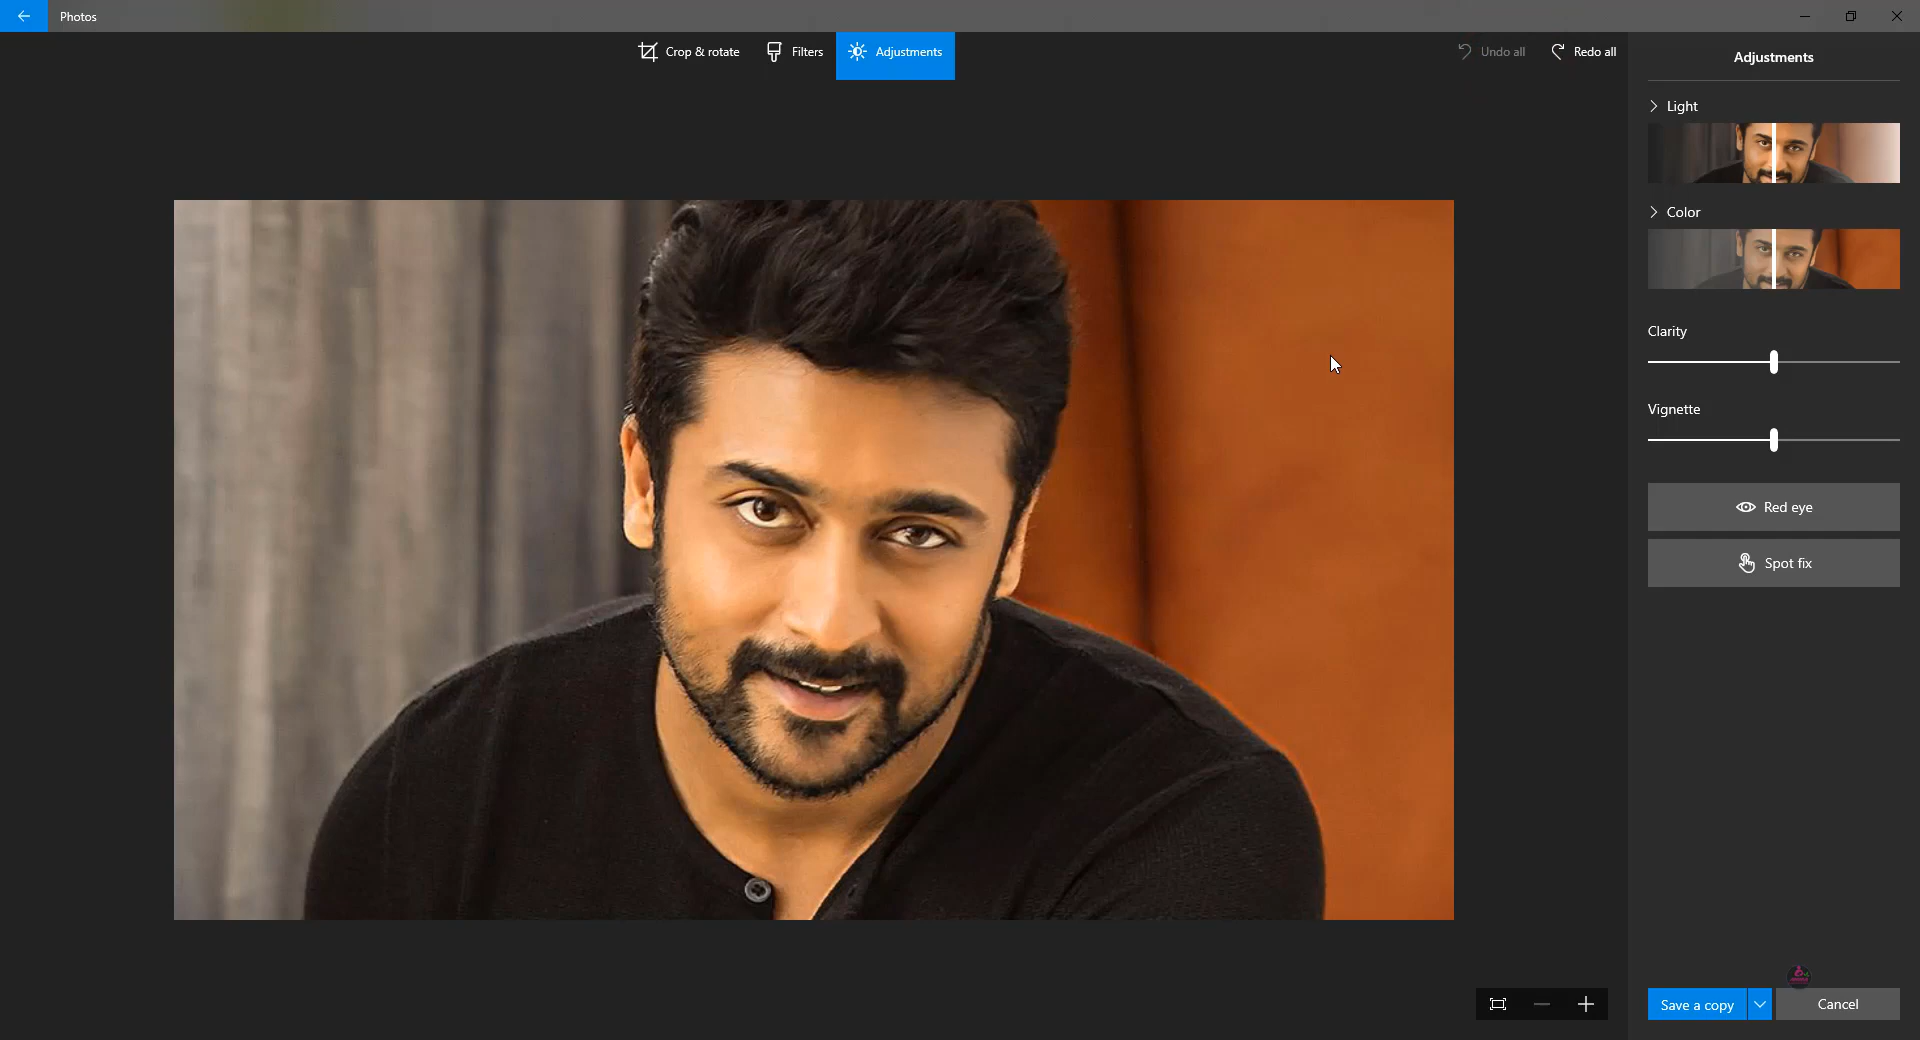 Photos
Crop & rotate
Filters
Adjustments
Undo all
Redo all
Adjustments
Light
Color
Clarity
Vignette
Red eye
Spot fix
Save a copy
Cancel